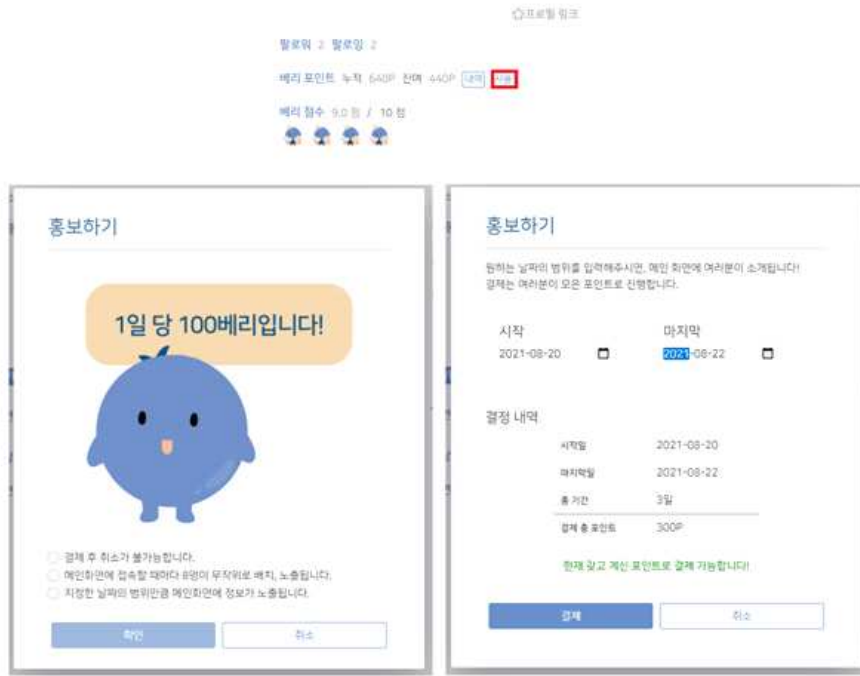 프로필 링크
팔로워 2 팔로잉 2
베리 포인트 누적 640P 잔여 440P 내역 사용
베리 점수 9.0 점 / 10 점
홍보하기
1일 당 100베리입니다!
결제 후 취소가 불가능합니다.
메인화면에 접속할 때마다 8명이 무작위로 배치, 노출됩니다.
지정한 날짜의 범위만큼 메인화면에 정보가 노출됩니다.
확인 취소
홍보하기
원하는 날짜의 범위를 입력해주시면, 메인 화면에 여러분이 소개됩니다!
결제는 여러분이 모은 포인트로 진행합니다.
시작 마지막
2021-08-20 2021-08-22
결정 내역
시작일 2021-08-20
마지막일 2021-08-22
총 기간 3일
결제 총 포인트 300P
현재 갖고 계신 포인트로 결제 가능합니다!
결제 취소